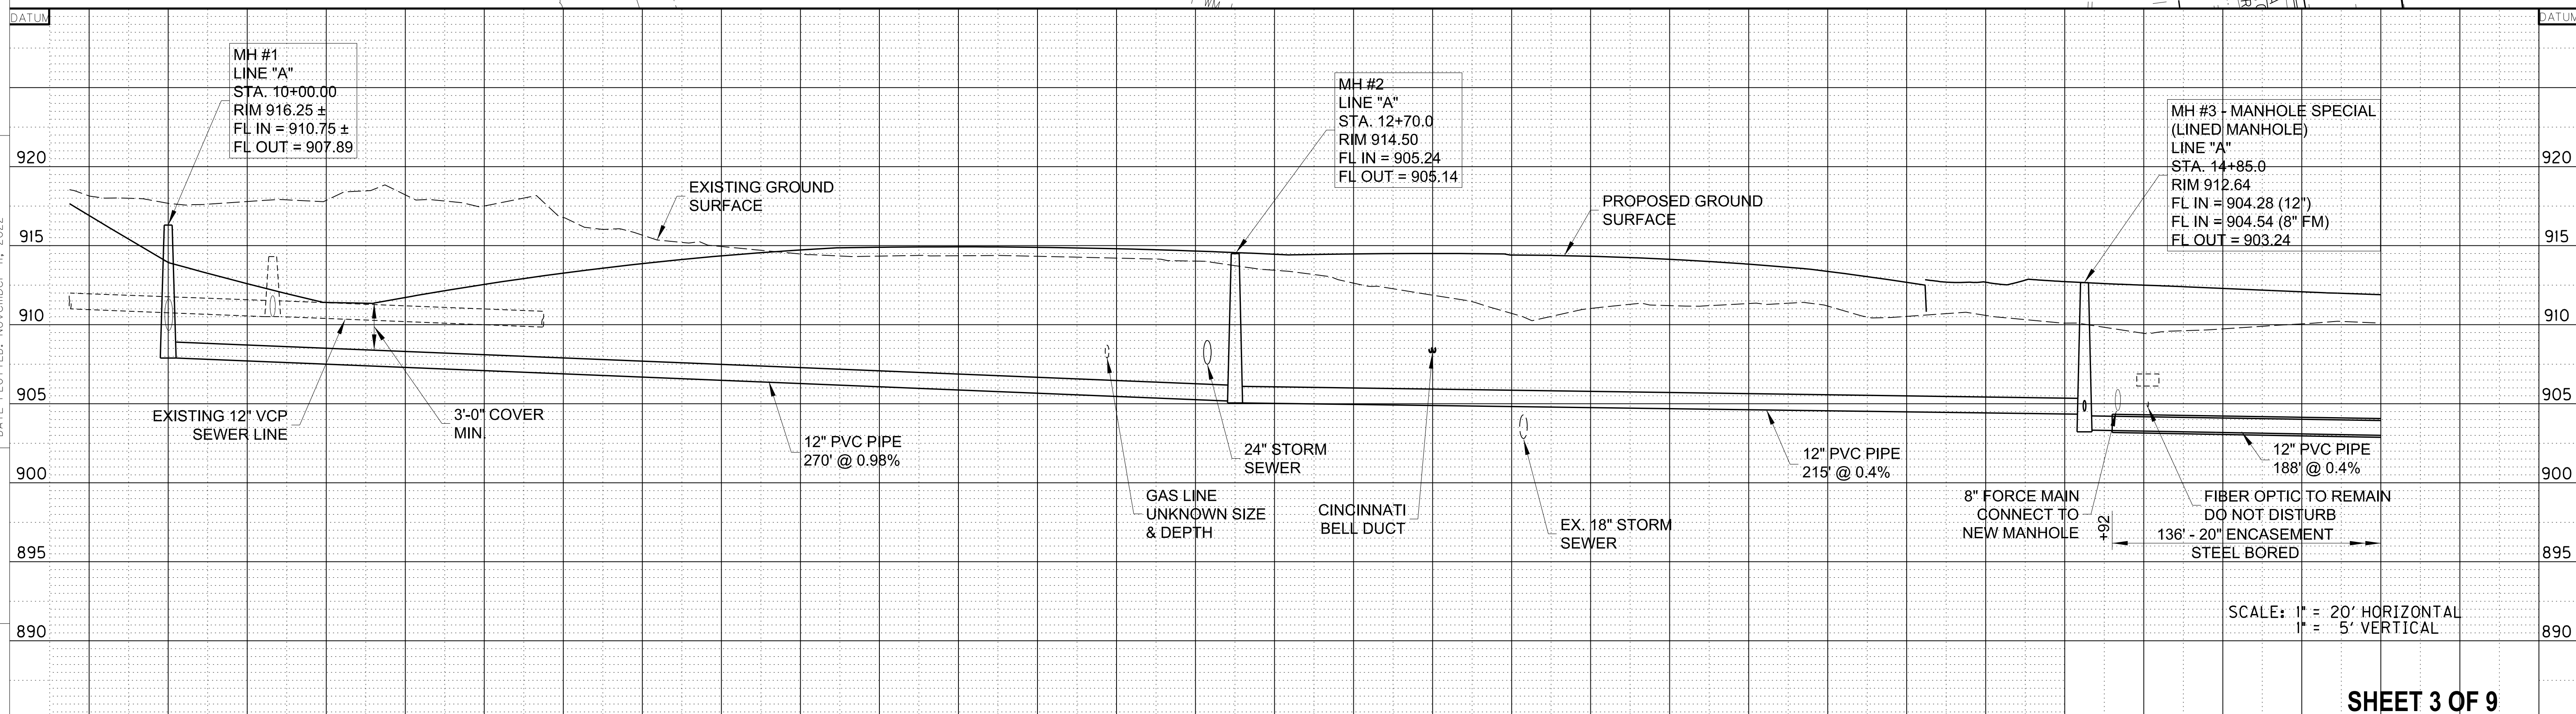 WM
DATUM
DATUM
MH #1
LINE "A"
STA. 10+00.00
RIM 916.25 ±
FL IN = 910.75 ±
FL OUT = 907.89
MH #2
LINE "A"
STA. 12+70.0
RIM 914.50
FL IN = 905.24
FL OUT = 905.14
MH #3 - MANHOLE SPECIAL
(LINED MANHOLE)
LINE "A"
STA. 14+85.0
RIM 912.64
FL IN = 904.28 (12")
FL IN = 904.54 (8" FM)
FL OUT = 903.24
920
915
910
905
900
895
890
920
915
910
905
900
895
890
EXISTING GROUND
SURFACE
PROPOSED GROUND
SURFACE
EXISTING 12" VCP
SEWER LINE
3'-0" COVER
MIN.
12" PVC PIPE
270' @ 0.98%
24" STORM
SEWER
GAS LINE
UNKNOWN SIZE
& DEPTH
CINCINNATI
BELL DUCT
EX. 18" STORM
SEWER
12" PVC PIPE
215' @ 0.4%
12" PVC PIPE
188' @ 0.4%
8" FORCE MAIN
CONNECT TO
NEW MANHOLE
+92
FIBER OPTIC TO REMAIN
DO NOT DISTURB
136' - 20" ENCASEMENT
STEEL BORED
SCALE: 1" = 20' HORIZONTAL
1" = 5' VERTICAL
SHEET 3 OF 9